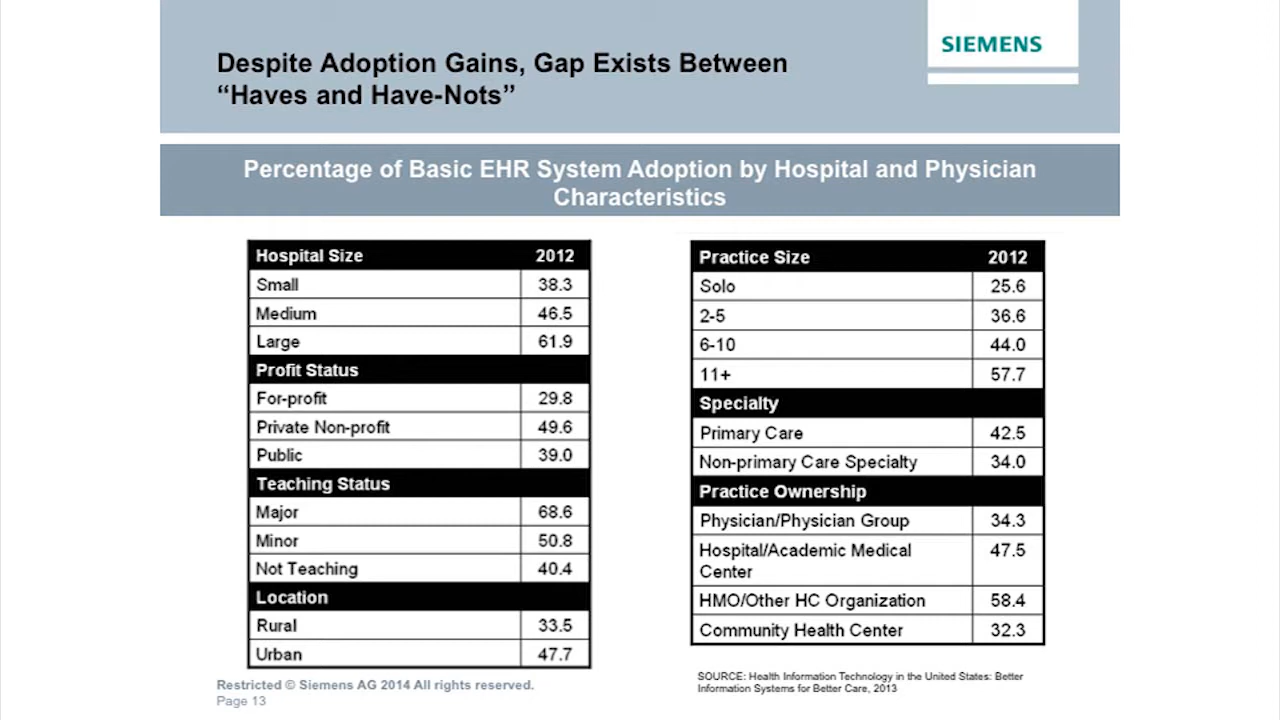 Despite Adoption Gains, Gap Exists Between
“Haves and Have-Nots”
SIEMENS
Percentage of Basic EHR System Adoption by Hospital and Physician
Characteristics
Hospital Size 2012
Small 38.3
Medium 46.5
Large 61.9
Profit Status
For-profit 29.8
Private Non-profit 49.6
Public 39.0
Teaching Status
Major 68.6
Minor 50.8
Not Teaching 40.4
Location
Rural 33.5
Urban 47.7
Practice Size 2012
Solo 25.6
2-5 36.6
6-10 44.0
11+ 57.7
Specialty
Primary Care 42.5
Non-primary Care Specialty 34.0
Practice Ownership
Physician/Physician Group 34.3
Hospital/Academic Medical 47.5
Center
HMO/Other HC Organization 58.4
Community Health Center 32.3
SOURCE: Health Information Technology in the United States: Better
Information Systems for Better Care, 2013
Restricted © Siemens AG 2014 All rights reserved.
Page 13